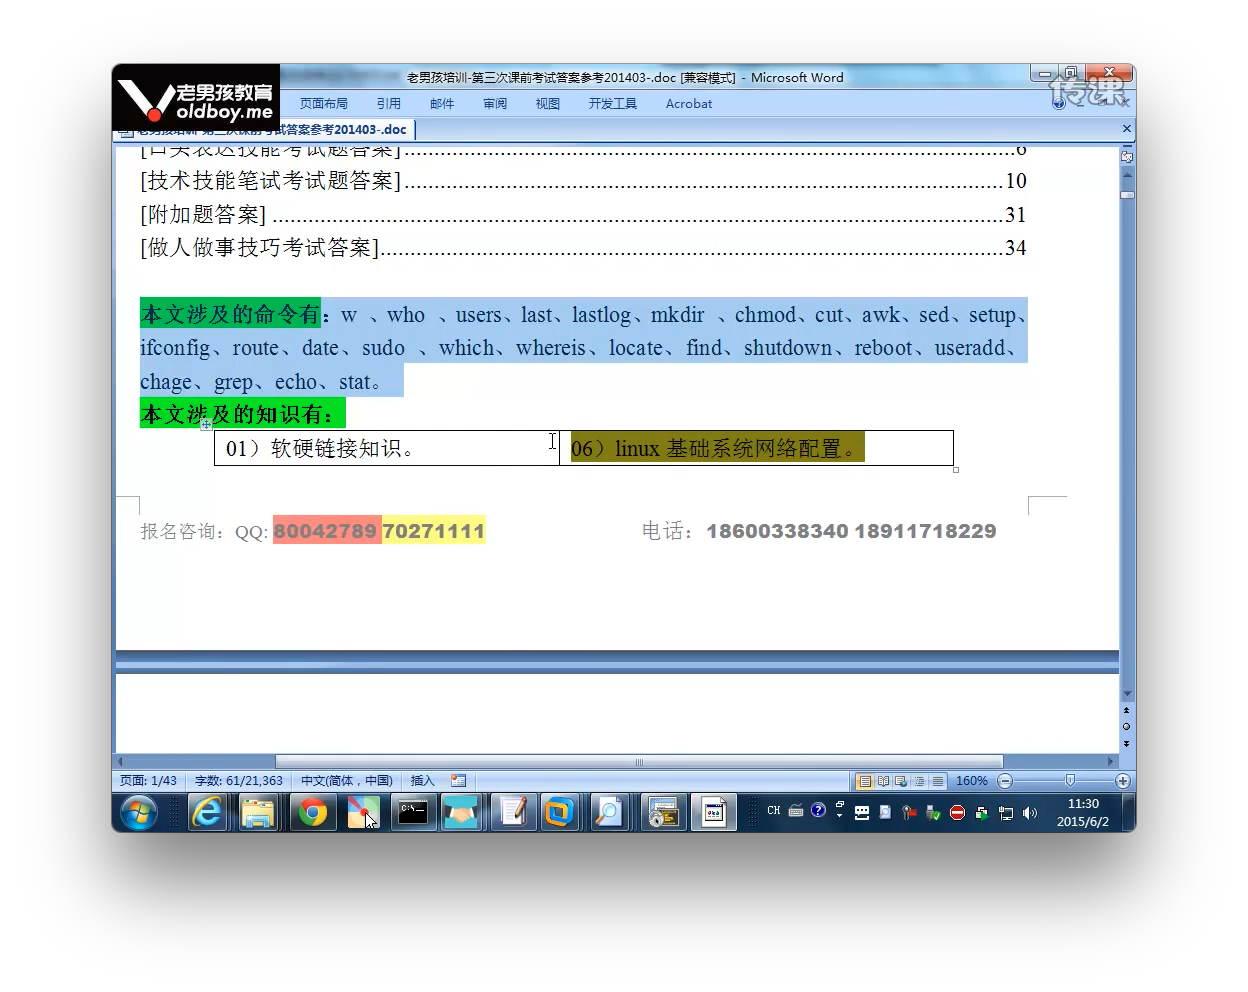 老男孩培训-第三次课前考试答案参考201403-.doc [兼容模式] - Microsoft Word
老男孩教育
oldboy.me
传课
页面布局 引用 邮件 审阅 视图 开发工具 Acrobat
老男孩培训-第三次课前考试答案参考201403-.doc
[口头表达技能考试题答案]..........6
[技术技能笔试考试题答案]..........10
[附加题答案]..........31
[做人做事技巧考试答案]..........34
本文涉及的命令有：w 、who 、users、last、lastlog、mkdir 、chmod、cut、awk、sed、setup、
ifconfig、route、date、sudo 、which、whereis、locate、find、shutdown、reboot、useradd、
chage、grep、echo、stat。
本文涉及的知识有：
01）软硬链接知识。 06）linux 基础系统网络配置。
报名咨询：QQ: 80042789 70271111 电话：18600338340 18911718229
页面: 1/43 字数: 61/21,363 中文(简体，中国) 插入 160%
CH 11:30
2015/6/2